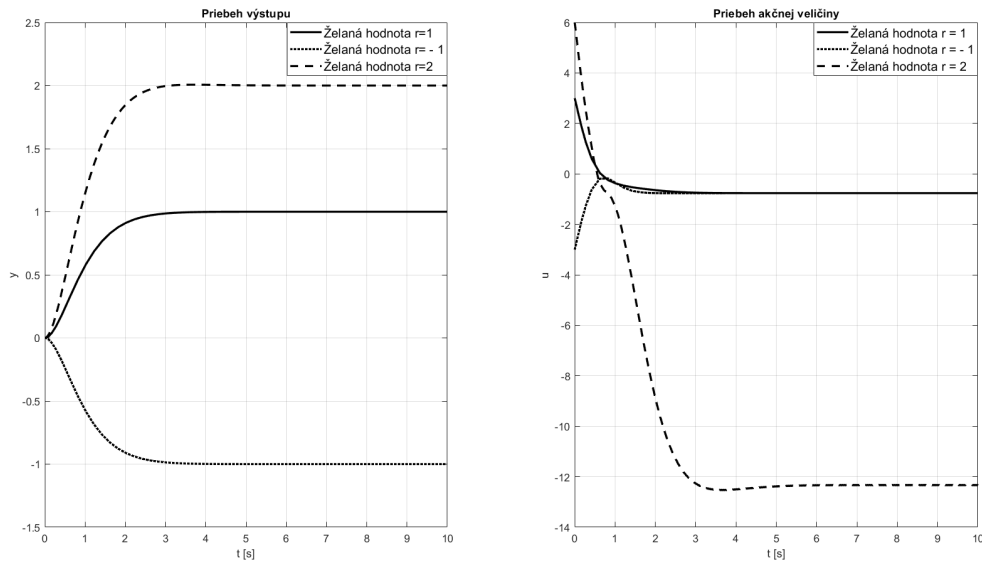 Priebeh výstupu
2.5
2
1.5
1
0.5
0
-0.5
-1
-1.5
y
0 1 2 3 4 5 6 7 8 9 10
t [s]
Želaná hodnota r=1
Želaná hodnota r= - 1
Želaná hodnota r=2
Priebeh akčnej veličiny
6
4
2
0
-2
-4
-6
-8
-10
-12
-14
u
0 1 2 3 4 5 6 7 8 9 10
t [s]
Želaná hodnota r = 1
Želaná hodnota r = - 1
Želaná hodnota r = 2